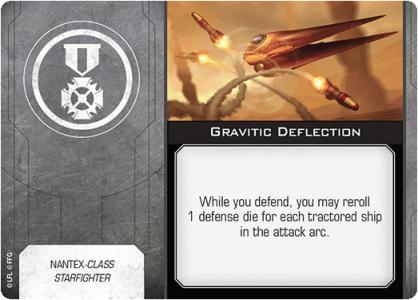 GRAVITIC DEFLECTION
While you defend, you may reroll
1 defense die for each tractored ship
in the attack arc.
NANTEX-CLASS
STARFIGHTER
© LFL © FFG